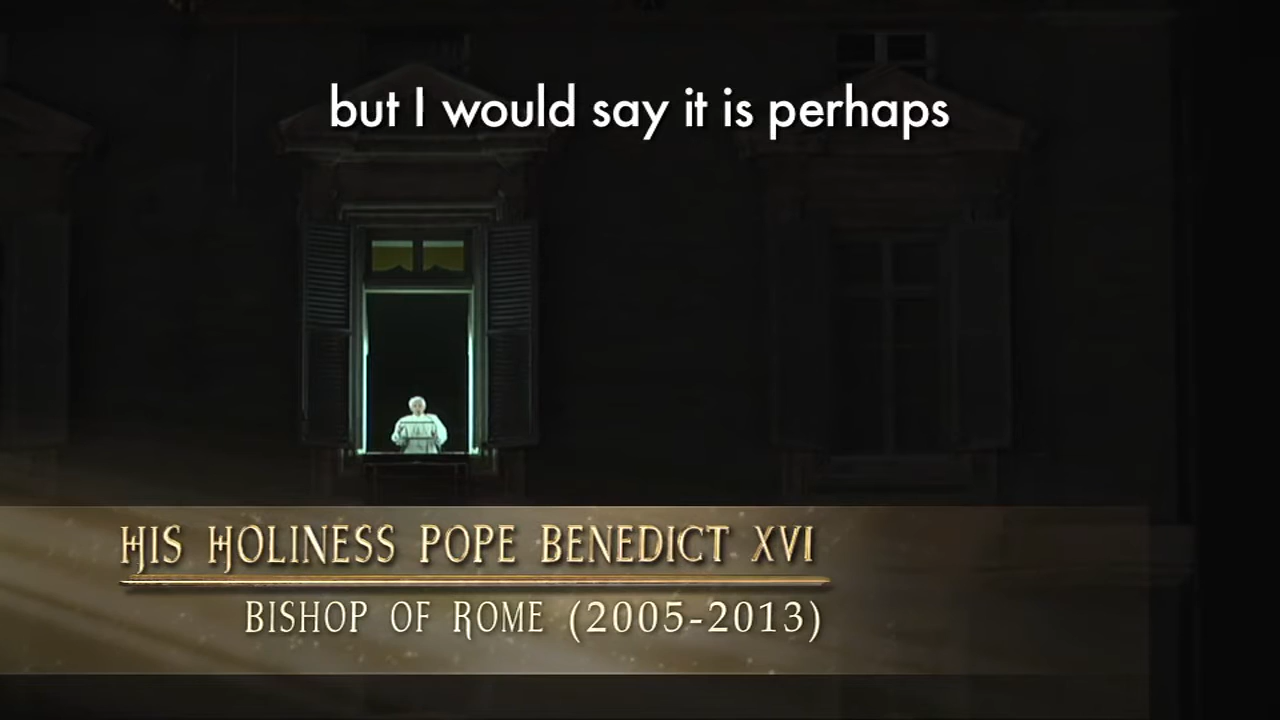 but I would say it is perhaps
HIS HOLINESS POPE BENEDICT XVI
BISHOP OF ROME (2005-2013)